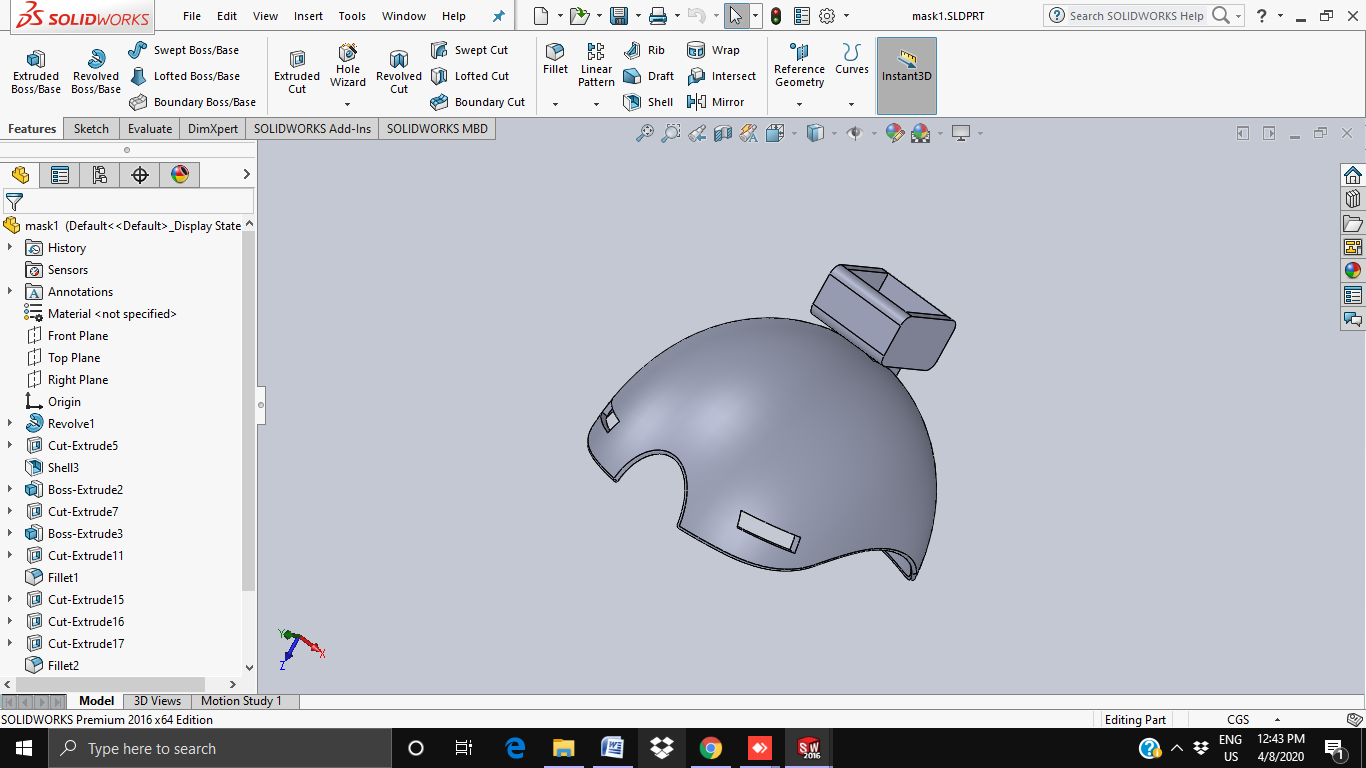 SOLIDWORKS
File Edit View Insert Tools Window Help
mask1.SLDPRT
Search SOLIDWORKS Help
?
Extruded Boss/Base
Revolved Boss/Base
Swept Boss/Base
Lofted Boss/Base
Boundary Boss/Base
Extruded Cut
Hole Wizard
Revolved Cut
Swept Cut
Lofted Cut
Boundary Cut
Fillet
Linear Pattern
Rib
Draft
Shell
Wrap
Intersect
Mirror
Reference Geometry
Curves
Instant3D
Features Sketch Evaluate DimXpert SOLIDWORKS Add-Ins SOLIDWORKS MBD
mask1 (Default<<Default>_Display State
History
Sensors
Annotations
Material <not specified>
Front Plane
Top Plane
Right Plane
Origin
Revolve1
Cut-Extrude5
Shell3
Boss-Extrude2
Cut-Extrude7
Boss-Extrude3
Cut-Extrude11
Fillet1
Cut-Extrude15
Cut-Extrude16
Cut-Extrude17
Fillet2
Y
X
Z
Model 3D Views Motion Study 1
SOLIDWORKS Premium 2016 x64 Edition
Editing Part
CGS
Type here to search
SW 2016
ENG
US
12:43 PM
4/8/2020
1